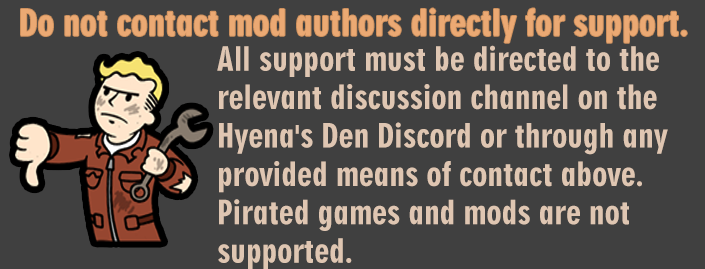 Do not contact mod authors directly for support.
All support must be directed to the
relevant discussion channel on the
Hyena's Den Discord or through any
provided means of contact above.
Pirated games and mods are not
supported.